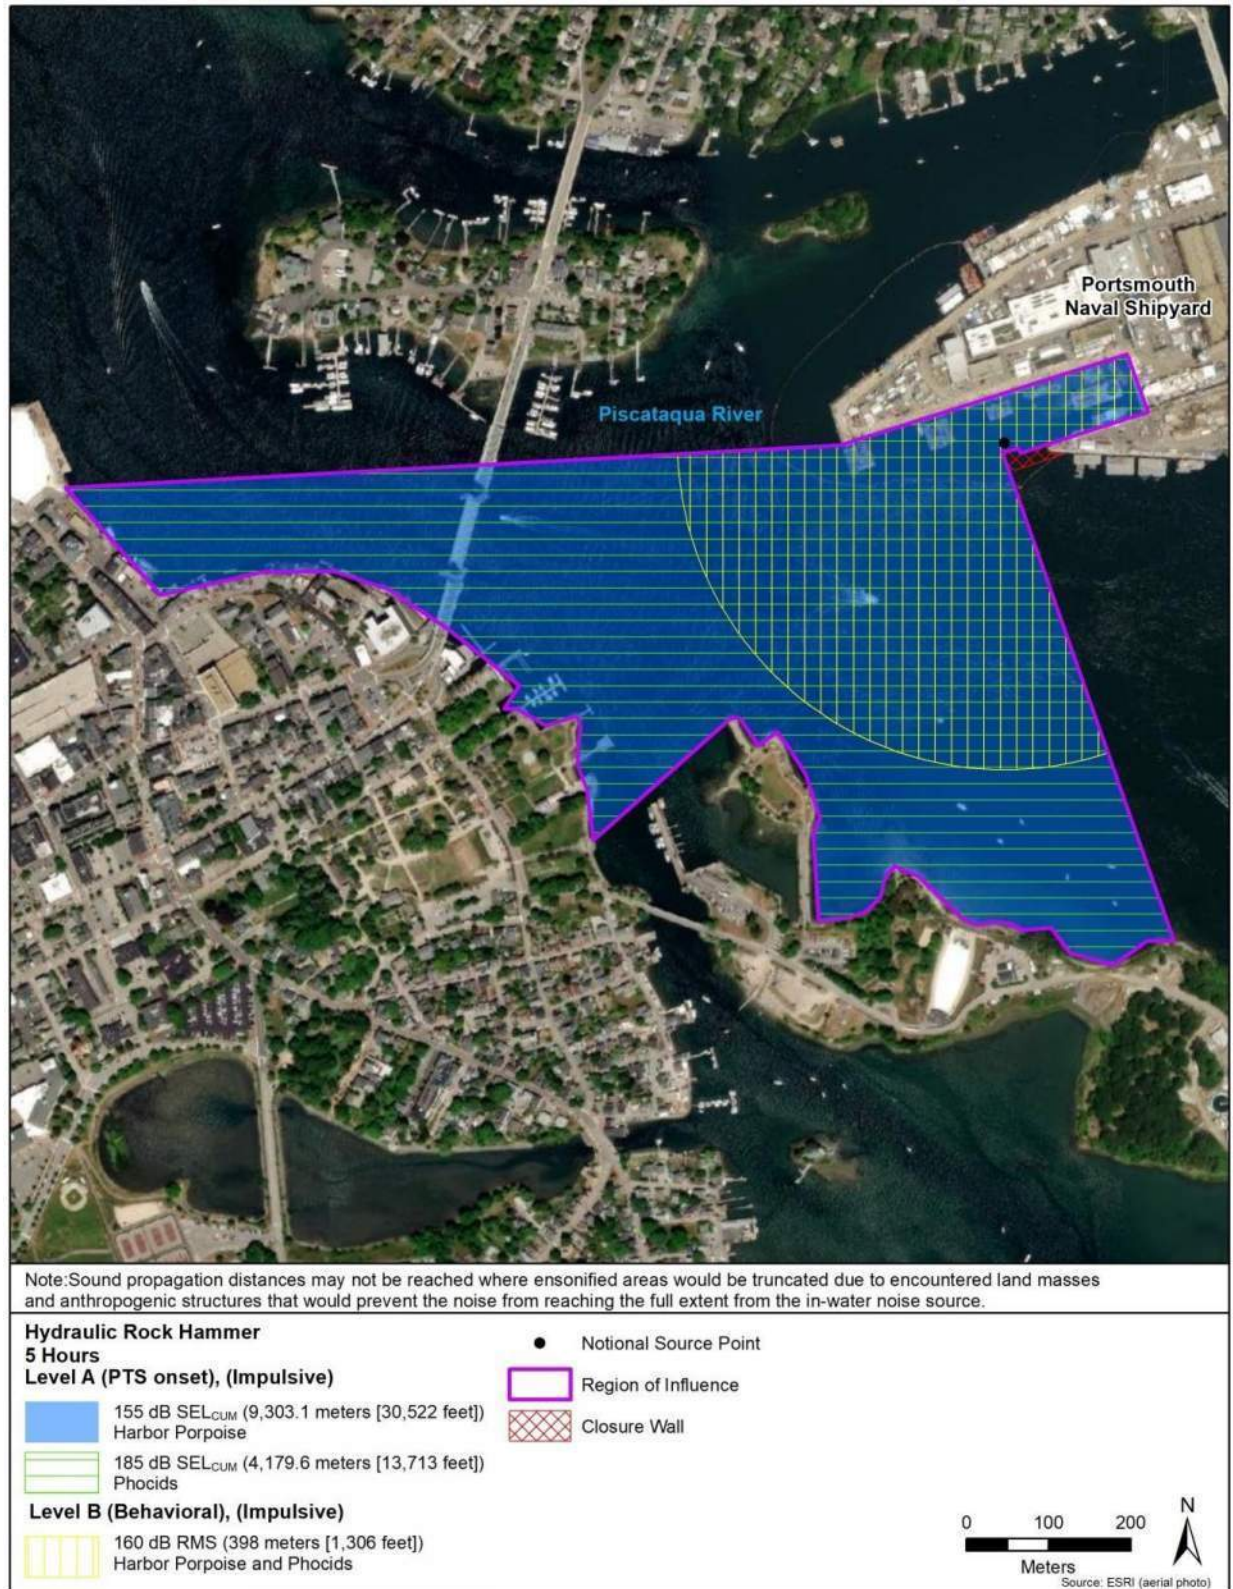 Portsmouth
Naval Shipyard
Piscataqua River
Note:Sound propagation distances may not be reached where ensonified areas would be truncated due to encountered land masses
and anthropogenic structures that would prevent the noise from reaching the full extent from the in-water noise source.
Hydraulic Rock Hammer
5 Hours
Level A (PTS onset), (Impulsive)
155 dB SELCUM (9,303.1 meters [30,522 feet])
Harbor Porpoise
185 dB SELCUM (4,179.6 meters [13,713 feet])
Phocids
Level B (Behavioral), (Impulsive)
160 dB RMS (398 meters [1,306 feet])
Harbor Porpoise and Phocids
Notional Source Point
Region of Influence
Closure Wall
0 100 200
Meters
N
Source: ESRI (aerial photo)